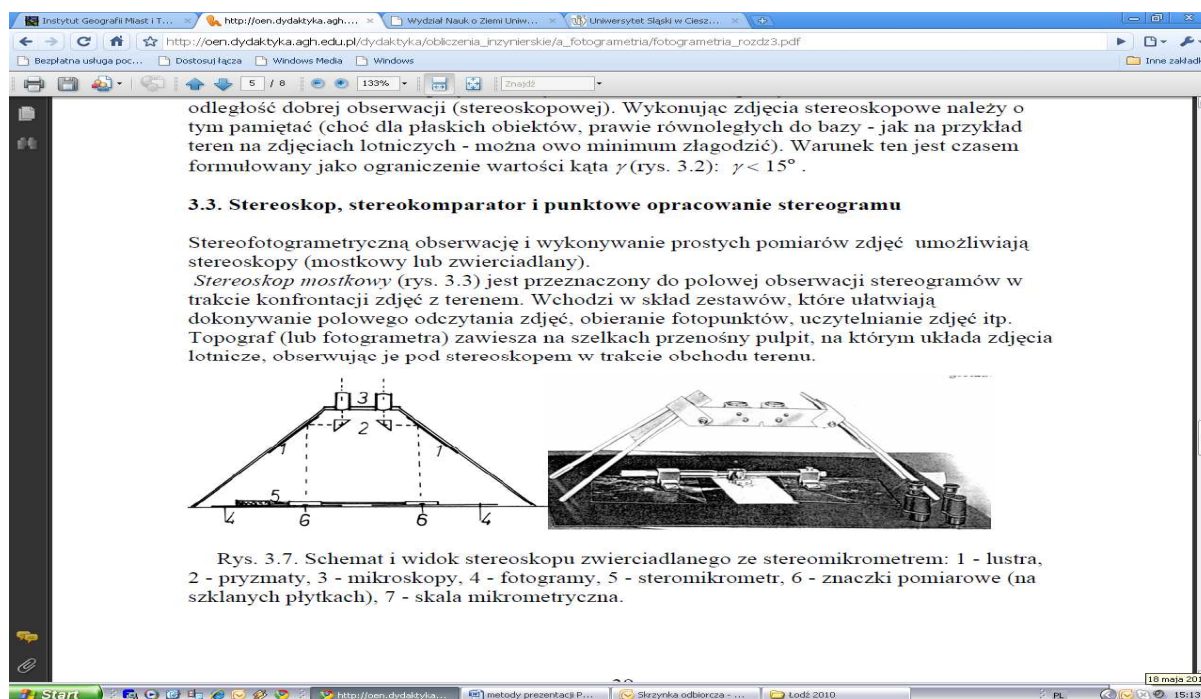 Instytut Geografii Miast i T...
http://oen.dydaktyka.agh....
Wydział Nauk o Ziemi Uniw...
Uniwersytet Śląski w Ciesz...
http://oen.dydaktyka.agh.edu.pl/dydaktyka/obliczenia_inzynierskie/a_fotogrametria/fotogrametria_rozdz3.pdf
Bezpłatna usługa poc...
Dostosuj łącza
Windows Media
Windows
Inne zakładki
5 / 8
133%
Znajdź
odległość dobrej obserwacji (stereoskopowej). Wykonując zdjęcia stereoskopowe należy o
tym pamiętać (choć dla płaskich obiektów, prawie równoległych do bazy - jak na przykład
teren na zdjęciach lotniczych - można owo minimum złagodzić). Warunek ten jest czasem
formułowany jako ograniczenie wartości kąta γ (rys. 3.2): γ < 15° .
3.3. Stereoskop, stereokomparator i punktowe opracowanie stereogramu
Stereofotogrametryczną obserwację i wykonywanie prostych pomiarów zdjęć umożliwiają
stereoskopy (mostkowy lub zwierciadlany).
Stereoskop mostkowy (rys. 3.3) jest przeznaczony do polowej obserwacji stereogramów w
trakcie konfrontacji zdjęć z terenem. Wchodzi w skład zestawów, które ułatwiają
dokonywanie polowego odczytania zdjęć, obieranie fotopunktów, uczytelnianie zdjęć itp.
Topograf (lub fotogrametra) zawiesza na szelkach przenośny pulpit, na którym układa zdjęcia
lotnicze, obserwując je pod stereoskopem w trakcie obchodu terenu.
3
2
1 1
5
4 6 6 4
Rys. 3.7. Schemat i widok stereoskopu zwierciadlanego ze stereomikrometrem: 1 - lustra,
2 - pryzmaty, 3 - mikroskopy, 4 - fotogramy, 5 - steromikrometr, 6 - znaczki pomiarowe (na
szklanych płytkach), 7 - skala mikrometryczna.
18 maja 20
Start
http://oen.dydaktyka...
metody prezentacji P...
Skrzynka odbiorcza - ...
Łódź 2010
PL
15:13